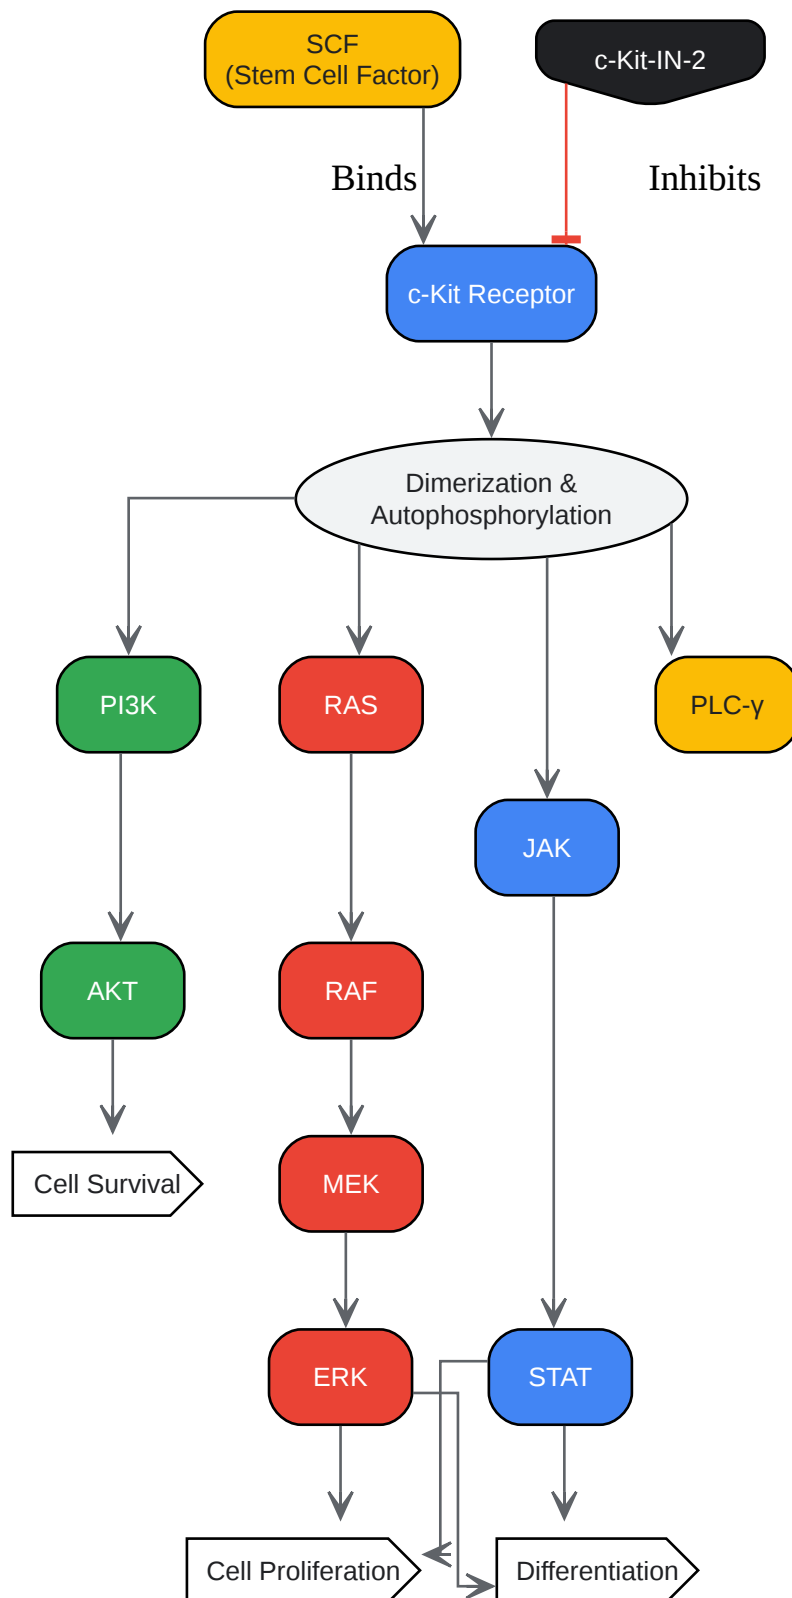 SCF
(Stem Cell Factor)
c-Kit-IN-2
Binds
Inhibits
c-Kit Receptor
Dimerization &
Autophosphorylation
PI3K
RAS
PLC-γ
JAK
AKT
RAF
Cell Survival
MEK
ERK
STAT
Cell Proliferation
Differentiation